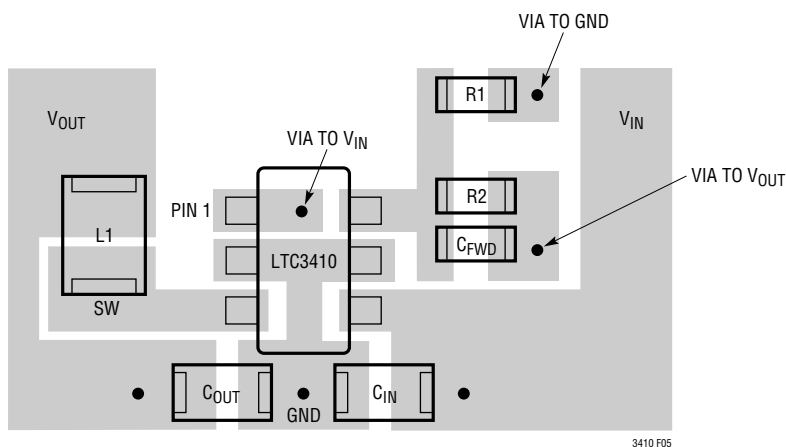 VIA TO GND
R1
VOUT
VIN
VIA TO VIN
VIA TO VOUT
PIN 1
R2
L1
CFWD
LTC3410
SW
COUT
GND
CIN
3410 F05